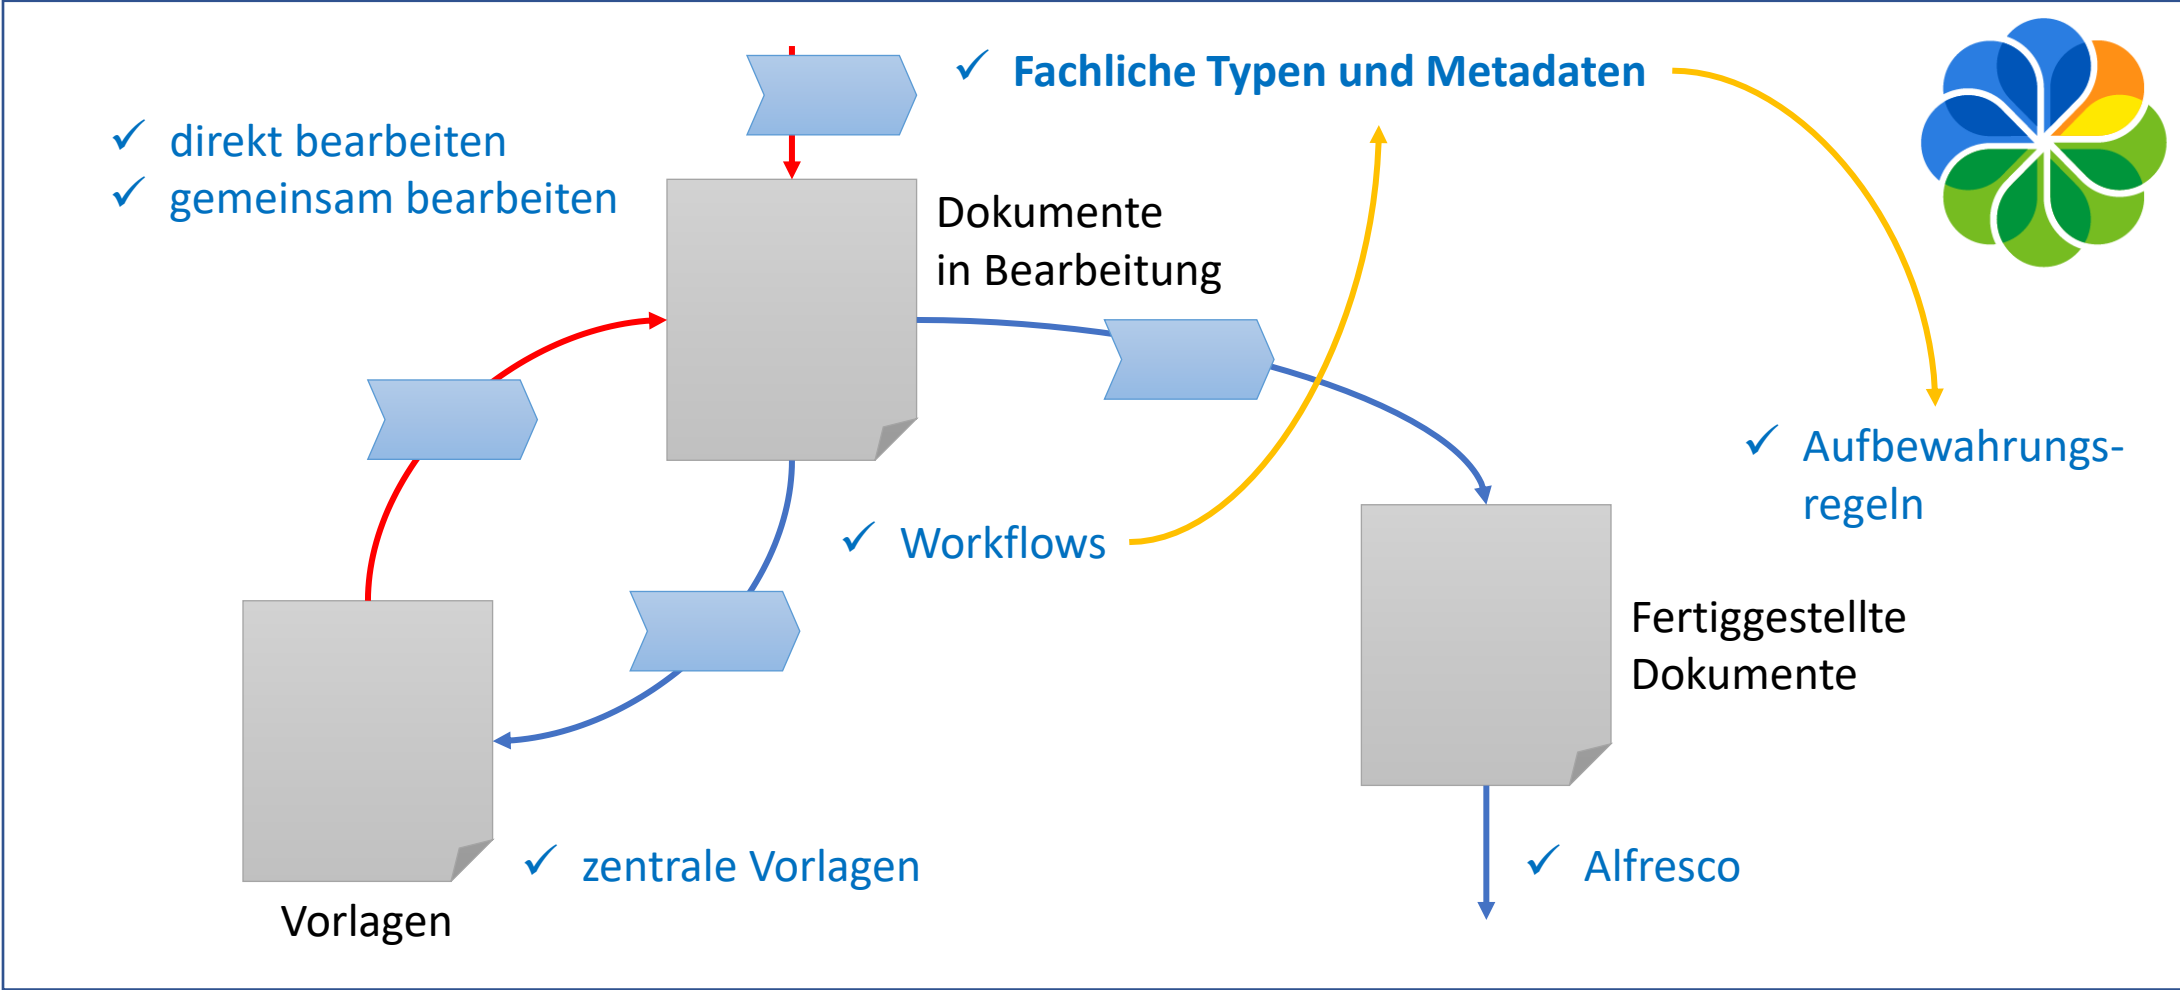 ✓ Fachliche Typen und Metadaten
✓ direkt bearbeiten
✓ gemeinsam bearbeiten
Dokumente
in Bearbeitung
✓ Aufbewahrungs-
regeln
✓ Workflows
Fertiggestellte
Dokumente
✓ zentrale Vorlagen
✓ Alfresco
Vorlagen